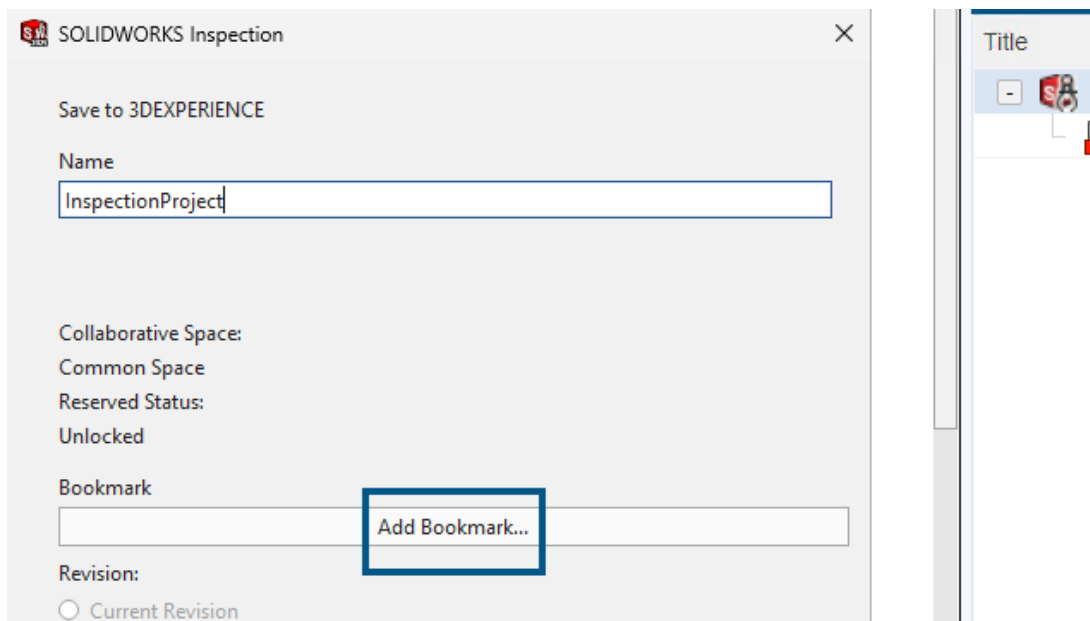 SOLIDWORKS Inspection
Save to 3DEXPERIENCE
Name
InspectionProject
Collaborative Space:
Common Space
Reserved Status:
Unlocked
Bookmark
Add Bookmark...
Revision:
Current Revision
Title